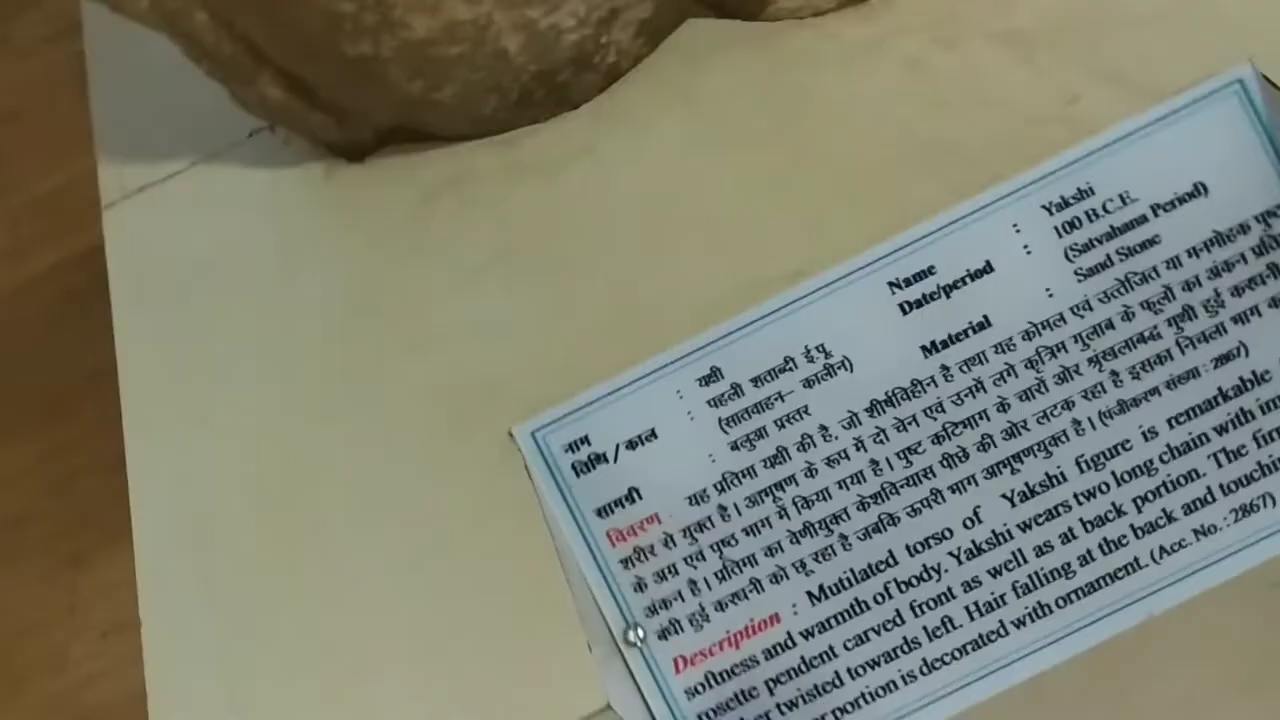 नाम : यक्षी
तिथि / काल : पहली शताब्दी ई.पू.
(सातवाहन– कालीन)
सामग्री : बलुआ प्रस्तर
Name : Yakshi
Date/period : 100 B.C.E.
(Satvahana Period)
Material : Sand Stone
विवरण यह प्रतिमा यक्षी की है, जो शीर्षविहीन है तथा यह कोमल एवं उत्तेजित या मनमोहक
शरीर से युक्त है। आभूषण के रूप में दो चेन एवं उनमें लगे कृत्रिम गुलाब के फूलों का अंकन
के अग्र एवं पृष्ठ भाग में किया गया है। पुष्ट कटिभाग के चारों ओर श्रृंखलाबद्ध गुथी हुई करधनी
अंकन है। प्रतिमा का वेणीयुक्त केशविन्यास पीछे की ओर लटक रहा है इसका निचला भाग
बंधी हुई करधनी को छू रहा है जबकि ऊपरी भाग आभूषणयुक्त है। (पंजीकरण संख्या : 2867)
Description : Mutilated torso of Yakshi figure is remarkable
softness and warmth of body. Yakshi wears two long chain with
rosette pendent carved front as well as at back portion. The
twisted towards left. Hair falling at the back and
portion is decorated with ornament. (Acc. No. : 2867)